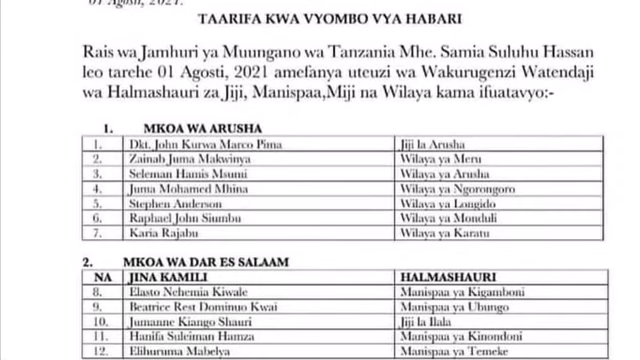 01 Agosti, 2021.
TAARIFA KWA VYOMBO VYA HABARI
Rais wa Jamhuri ya Muungano wa Tanzania Mhe. Samia Suluhu Hassan
leo tarehe 01 Agosti, 2021 amefanya uteuzi wa Wakurugenzi Watendaji
wa Halmashauri za Jiji, Manispaa,Miji na Wilaya kama ifuatavyo:-
1. MKOA WA ARUSHA
1. Dkt. John Kurwa Marco Pima Jiji la Arusha
2. Zainab Juma Makwinya Wilaya ya Meru
3. Seleman Hamis Msumi Wilaya ya Arusha
4. Juma Mohamed Mhina Wilaya ya Ngorongoro
5. Stephen Anderson Wilaya ya Longido
6. Raphael John Siumbu Wilaya ya Monduli
7. Karia Rajabu Wilaya ya Karatu
2. MKOA WA DAR ES SALAAM
NA JINA KAMILI HALMASHAURI
8. Elasto Nehemia Kiwale Manispaa ya Kigamboni
9. Beatrice Rest Dominuo Kwai Manispaa ya Ubungo
10. Jumanne Kiango Shauri Jiji la Ilala
11. Hanifa Suleiman Hamza Manispaa ya Kinondoni
12. Elihuruma Mabelya Manispaa ya Temeke